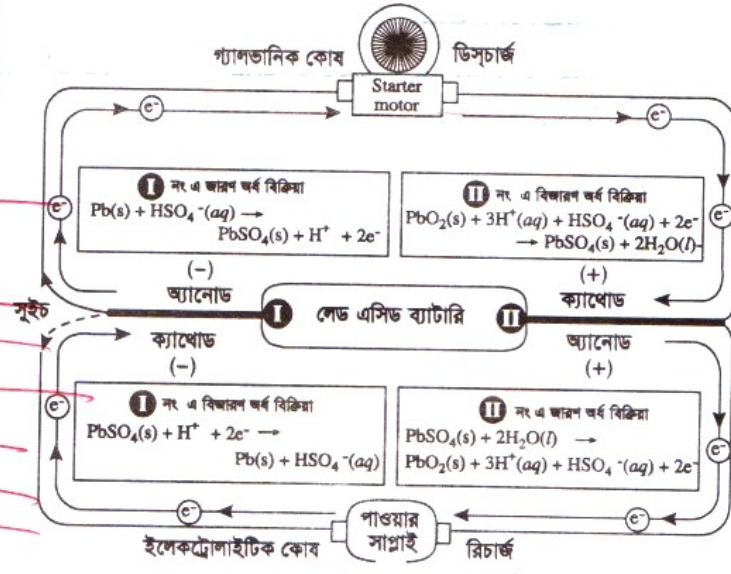 গ্যালভানিক কোষ
ডিস্চার্জ
Starter
motor
e⁻
e⁻
I নং এ জারণ অর্ধ বিক্রিয়া
Pb(s) + HSO₄⁻(aq) →
PbSO₄(s) + H⁺ + 2e⁻
II নং এ বিজারণ অর্ধ বিক্রিয়া
PbO₂(s) + 3H⁺(aq) + HSO₄⁻(aq) + 2e⁻
→ PbSO₄(s) + 2H₂O(l)
e⁻
e⁻
(−)
অ্যানোড
(+)
ক্যাথোড
সুইচ
I লেড এসিড ব্যাটারি II
ক্যাথোড
(−)
অ্যানোড
(+)
I নং এ বিজারণ অর্ধ বিক্রিয়া
PbSO₄(s) + H⁺ + 2e⁻ →
Pb(s) + HSO₄⁻(aq)
II নং এ জারণ অর্ধ বিক্রিয়া
PbSO₄(s) + 2H₂O(l) →
PbO₂(s) + 3H⁺(aq) + HSO₄⁻(aq) + 2e⁻
e⁻
e⁻
e⁻
e⁻
পাওয়ার
সাপ্লাই
ইলেকট্রোলাইটিক কোষ
রিচার্জ